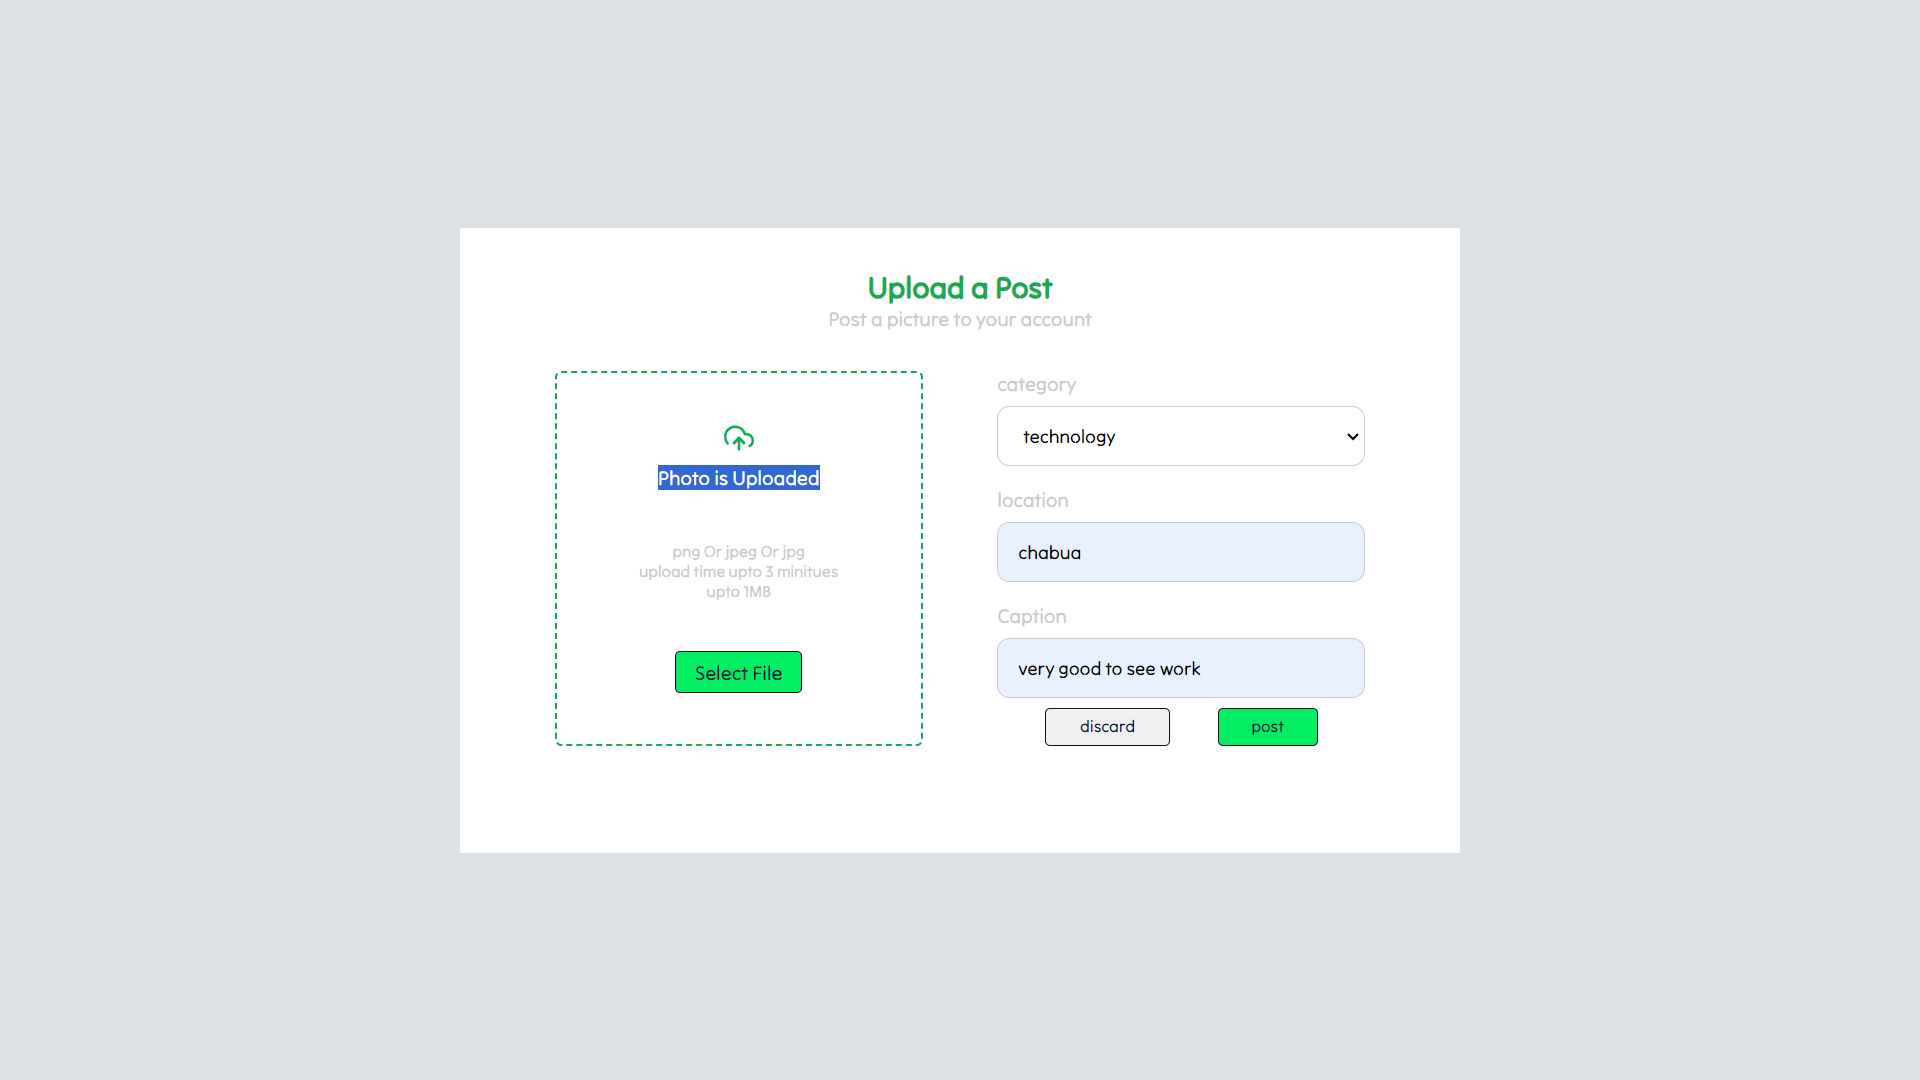 Upload a Post
Post a picture to your account
Photo is Uploaded
png Or jpeg Or jpg
upload time upto 3 minitues
upto 1MB
Select File
category
technology
location
chabua
Caption
very good to see work
discard
post